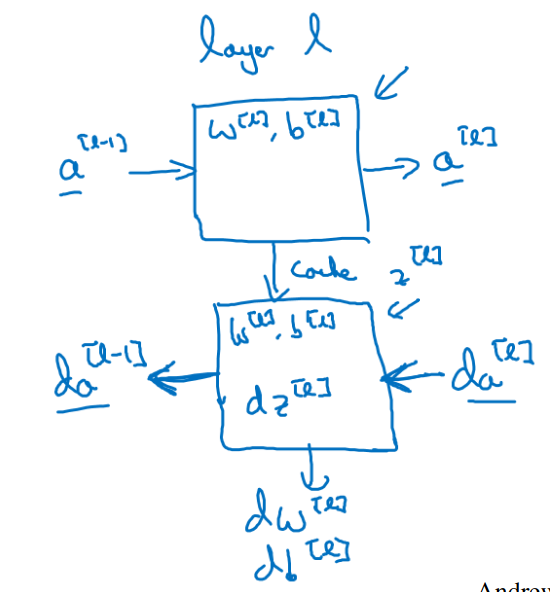 layer l
w^[l], b^[l]
a^[l-1]
a^[l]
cache z^[l]
w^[l], b^[l]
da^[l-1]
da^[l]
dz^[l]
dw^[l]
db^[l]
Andrew